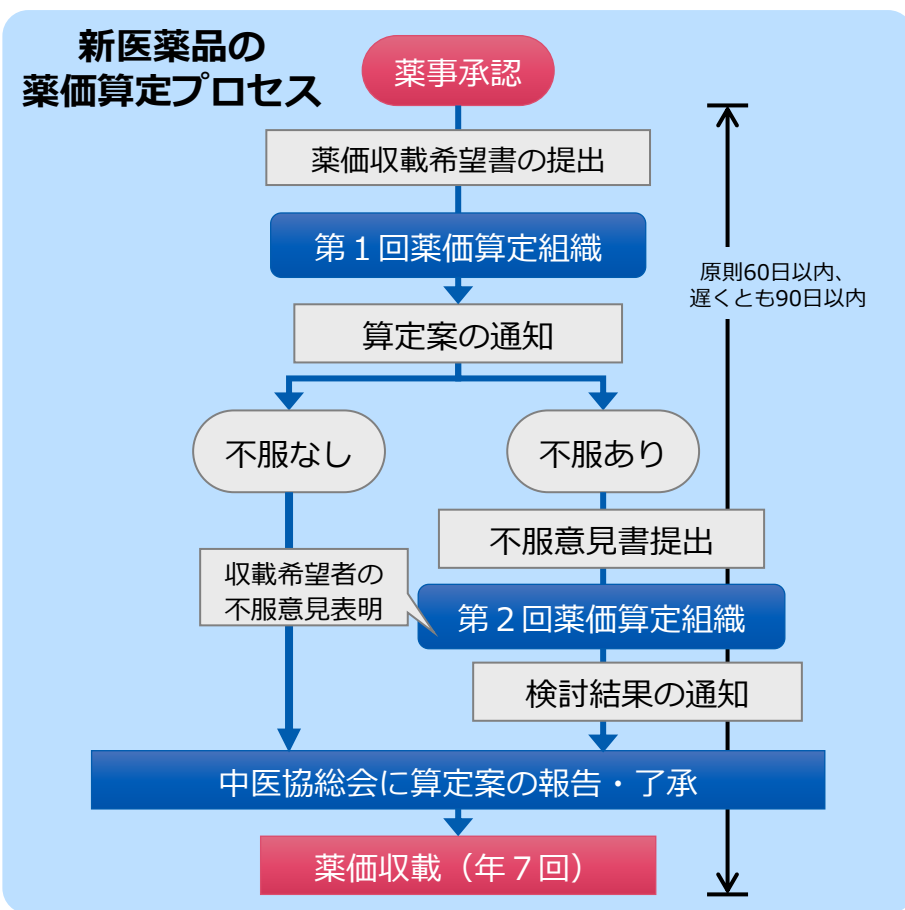 新医薬品の
薬価算定プロセス
薬事承認
薬価収載希望書の提出
第１回薬価算定組織
原則60日以内、
遅くとも90日以内
算定案の通知
不服なし
不服あり
不服意見書提出
収載希望者の
不服意見表明
第２回薬価算定組織
検討結果の通知
中医協総会に算定案の報告・了承
薬価収載（年７回）